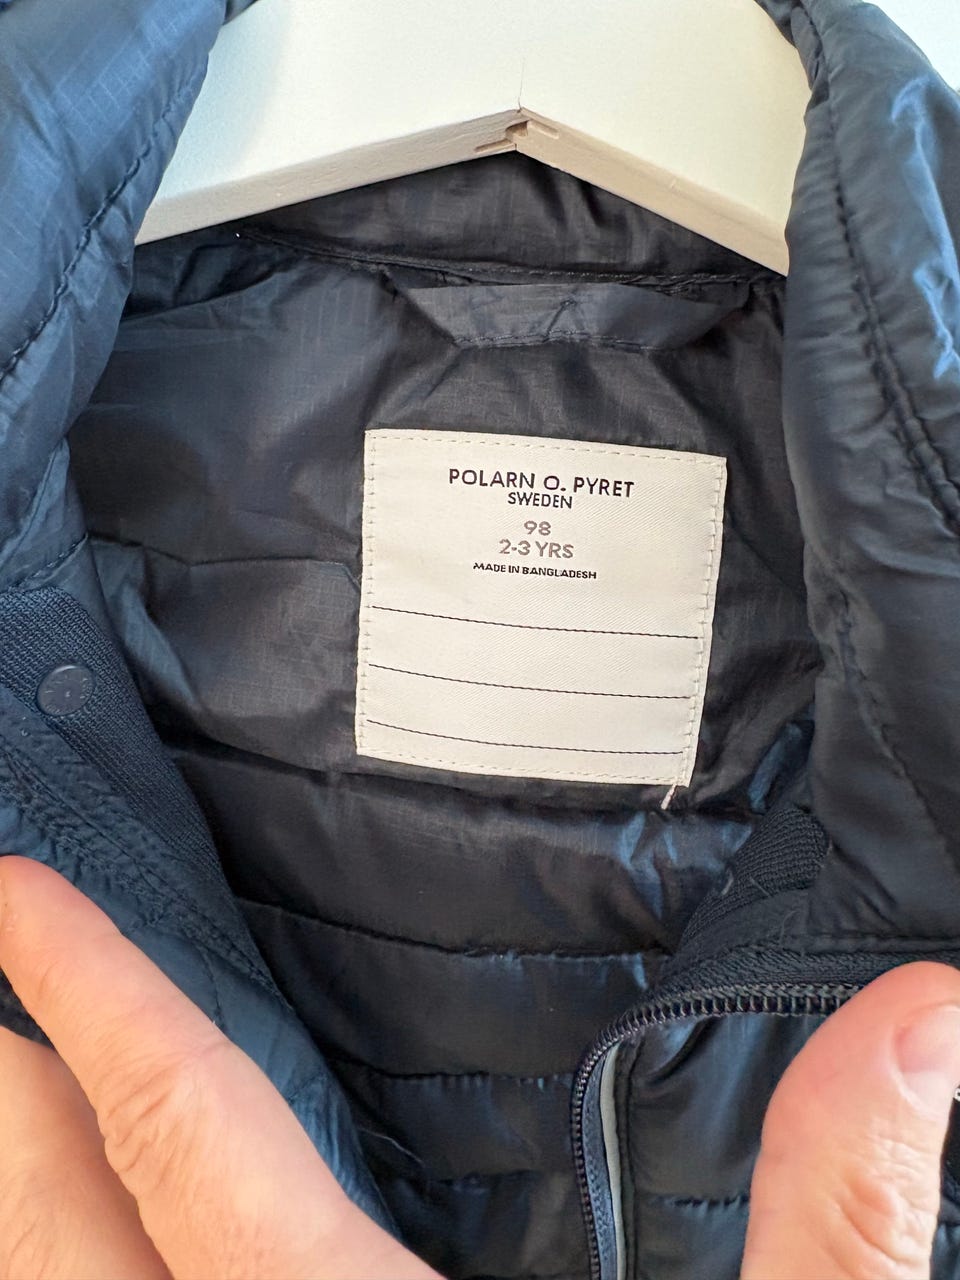 POLARN O. PYRET
SWEDEN
98
2-3 YRS
MADE IN BANGLADESH